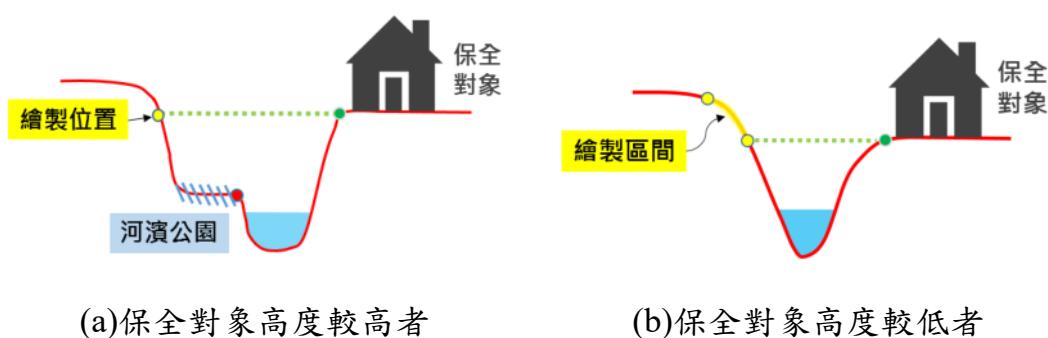 保全
對象
繪製位置
河濱公園
(a)保全對象高度較高者
保全
對象
繪製區間
(b)保全對象高度較低者